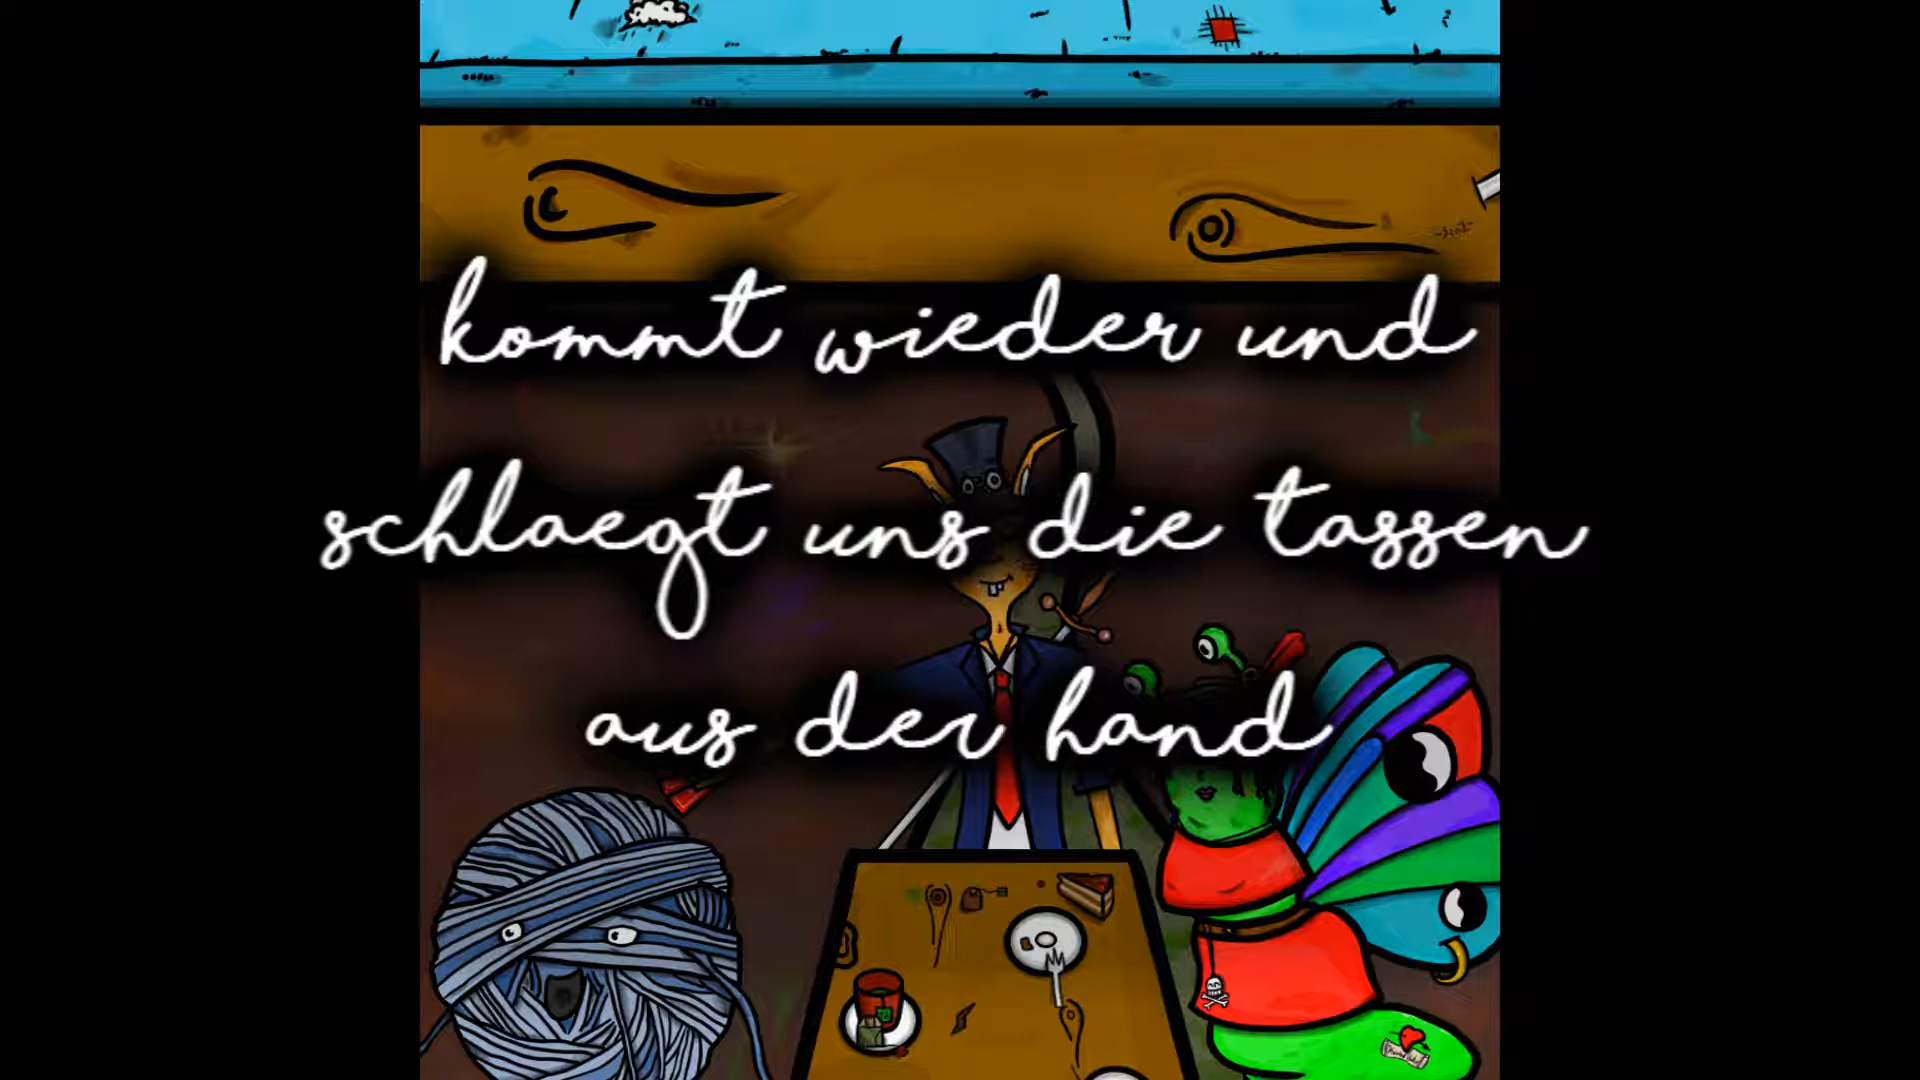 kommt wieder und
schlaegt uns die tassen
aus der hand